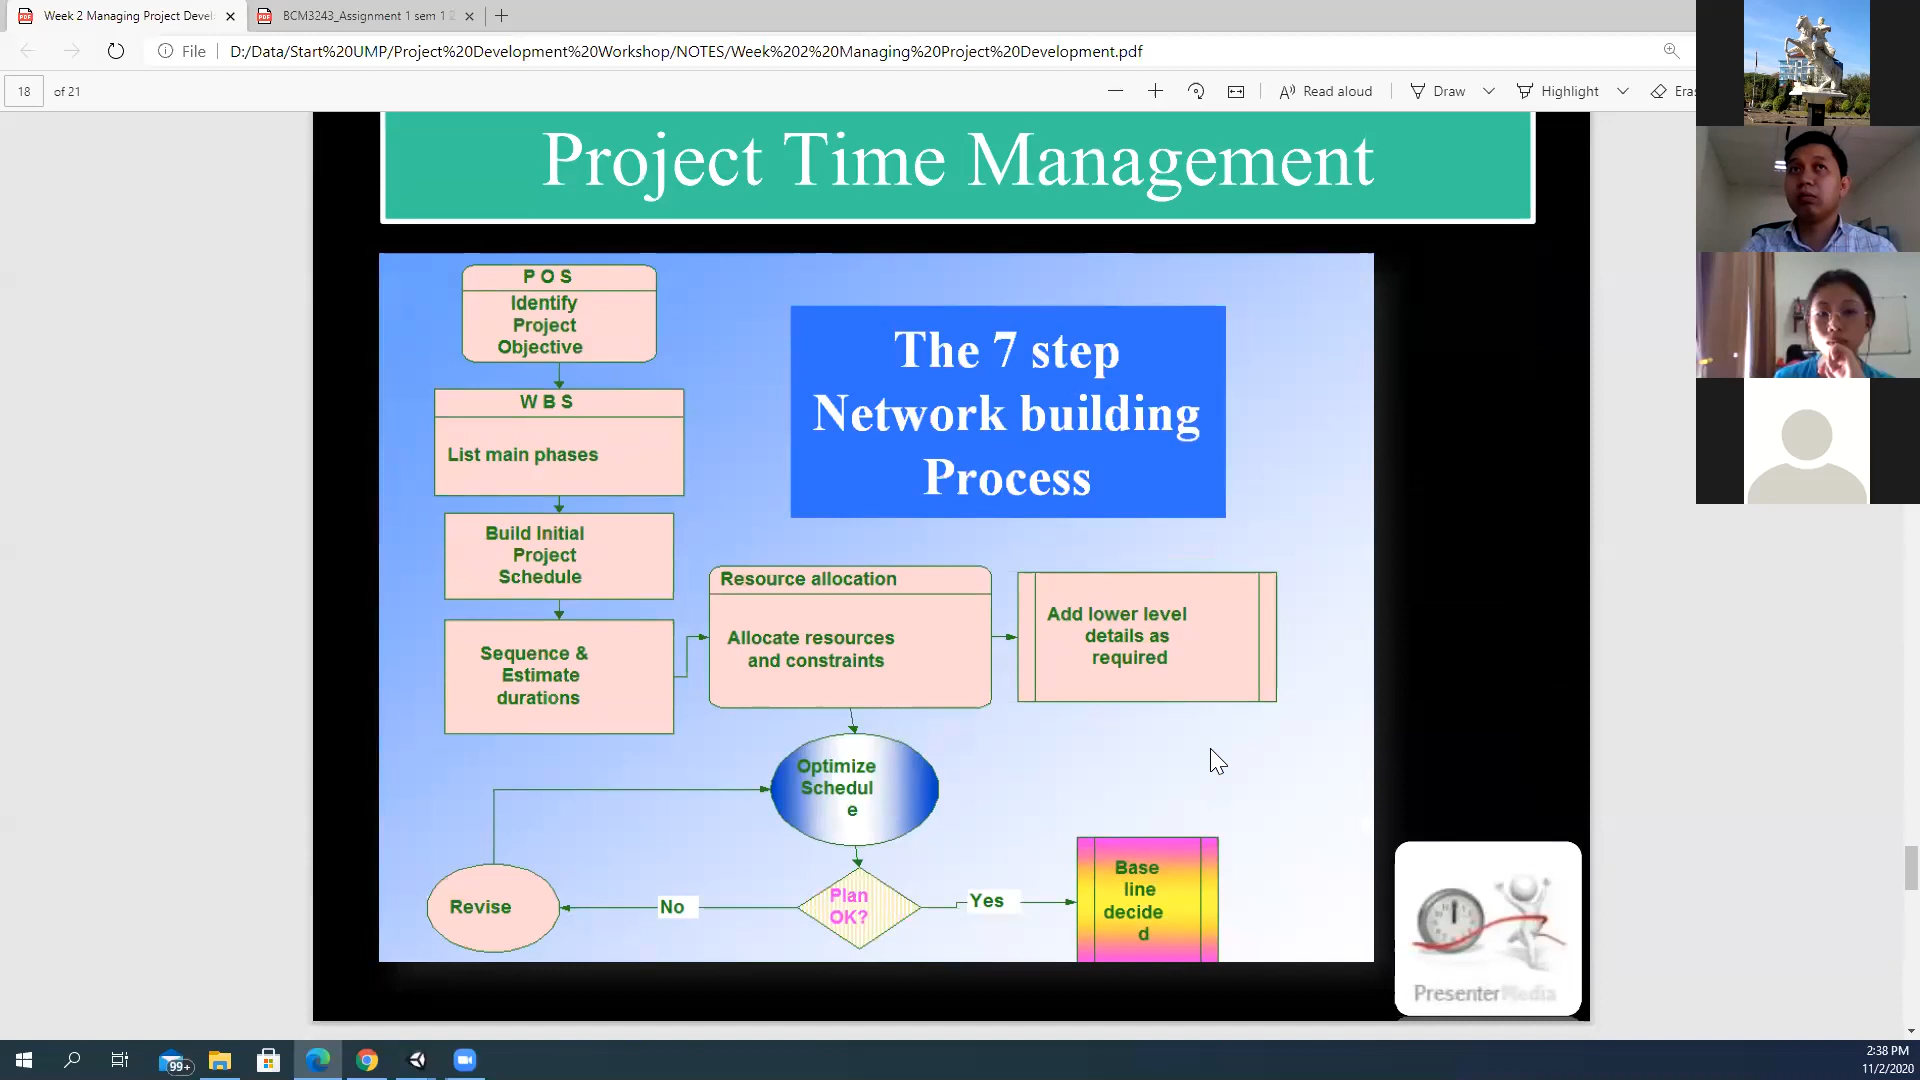 Week 2 Managing Project Devel
BCM3243_Assignment 1 sem 1 2
File
D:/Data/Start%20UMP/Project%20Development%20Workshop/NOTES/Week%202%20Managing%20Project%20Development.pdf
18 of 21
Read aloud
Draw
Highlight
Eras
Project Time Management
P O S
Identify
Project
Objective
The 7 step
Network building
Process
W B S
List main phases
Build Initial
Project
Schedule
Sequence &
Estimate
durations
Resource allocation
Allocate resources
and constraints
Add lower level
details as
required
Optimize
Schedul
e
Plan
OK?
No
Revise
Yes
Base
line
decide
d
PresenterMedia
99+
2:38 PM
11/2/2020